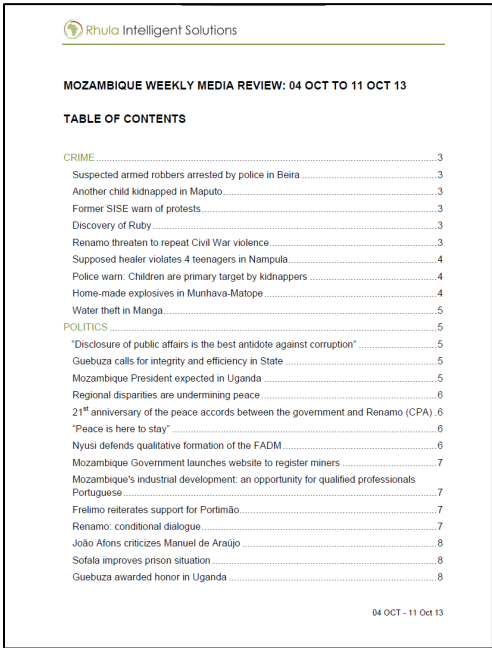 Rhula Intelligent Solutions
MOZAMBIQUE WEEKLY MEDIA REVIEW: 04 OCT TO 11 OCT 13
TABLE OF CONTENTS
CRIME 3
Suspected armed robbers arrested by police in Beira 3
Another child kidnapped in Maputo 3
Former SISE warn of protests 3
Discovery of Ruby 3
Renamo threaten to repeat Civil War violence 3
Supposed healer violates 4 teenagers in Nampula 4
Police warn: Children are primary target by kidnappers 4
Home-made explosives in Munhava-Matope 4
Water theft in Manga 5
POLITICS 5
"Disclosure of public affairs is the best antidote against corruption" 5
Guebuza calls for integrity and efficiency in State 5
Mozambique President expected in Uganda 5
Regional disparities are undermining peace 6
21st anniversary of the peace accords between the government and Renamo (CPA) . 6
"Peace is here to stay" 6
Nyusi defends qualitative formation of the FADM 6
Mozambique Government launches website to register miners 7
Mozambique's industrial development: an opportunity for qualified professionals
Portuguese 7
Frelimo reiterates support for Portimão 7
Renamo: conditional dialogue 7
João Afons criticizes Manuel de Araújo 8
Sofala improves prison situation 8
Guebuza awarded honor in Uganda 8
04 OCT - 11 Oct 13